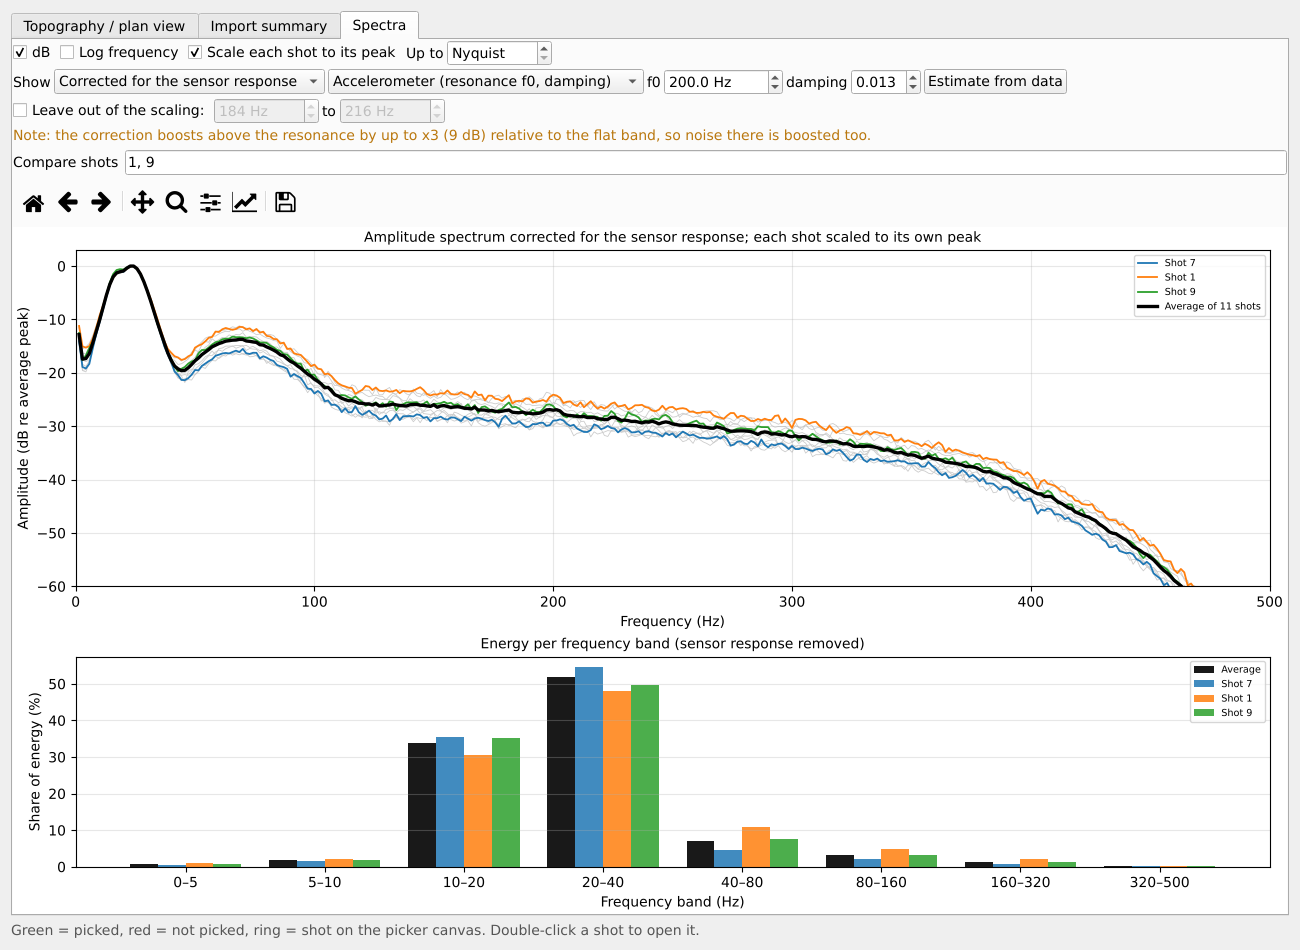 Topography / plan view Import summary Spectra
dB Log frequency Scale each shot to its peak Up to Nyquist
Show Corrected for the sensor response Accelerometer (resonance f0, damping) f0 200.0 Hz damping 0.013 Estimate from data
Leave out of the scaling: 184 Hz to 216 Hz
Note: the correction boosts above the resonance by up to x3 (9 dB) relative to the flat band, so noise there is boosted too.
Compare shots 1, 9
Amplitude spectrum corrected for the sensor response; each shot scaled to its own peak
Amplitude (dB re average peak)
0
−10
−20
−30
−40
−50
−60
Shot 7
Shot 1
Shot 9
Average of 11 shots
0 100 200 300 400 500
Frequency (Hz)
Energy per frequency band (sensor response removed)
Share of energy (%)
50
40
30
20
10
0
Average
Shot 7
Shot 1
Shot 9
0–5 5–10 10–20 20–40 40–80 80–160 160–320 320–500
Frequency band (Hz)
Green = picked, red = not picked, ring = shot on the picker canvas. Double-click a shot to open it.